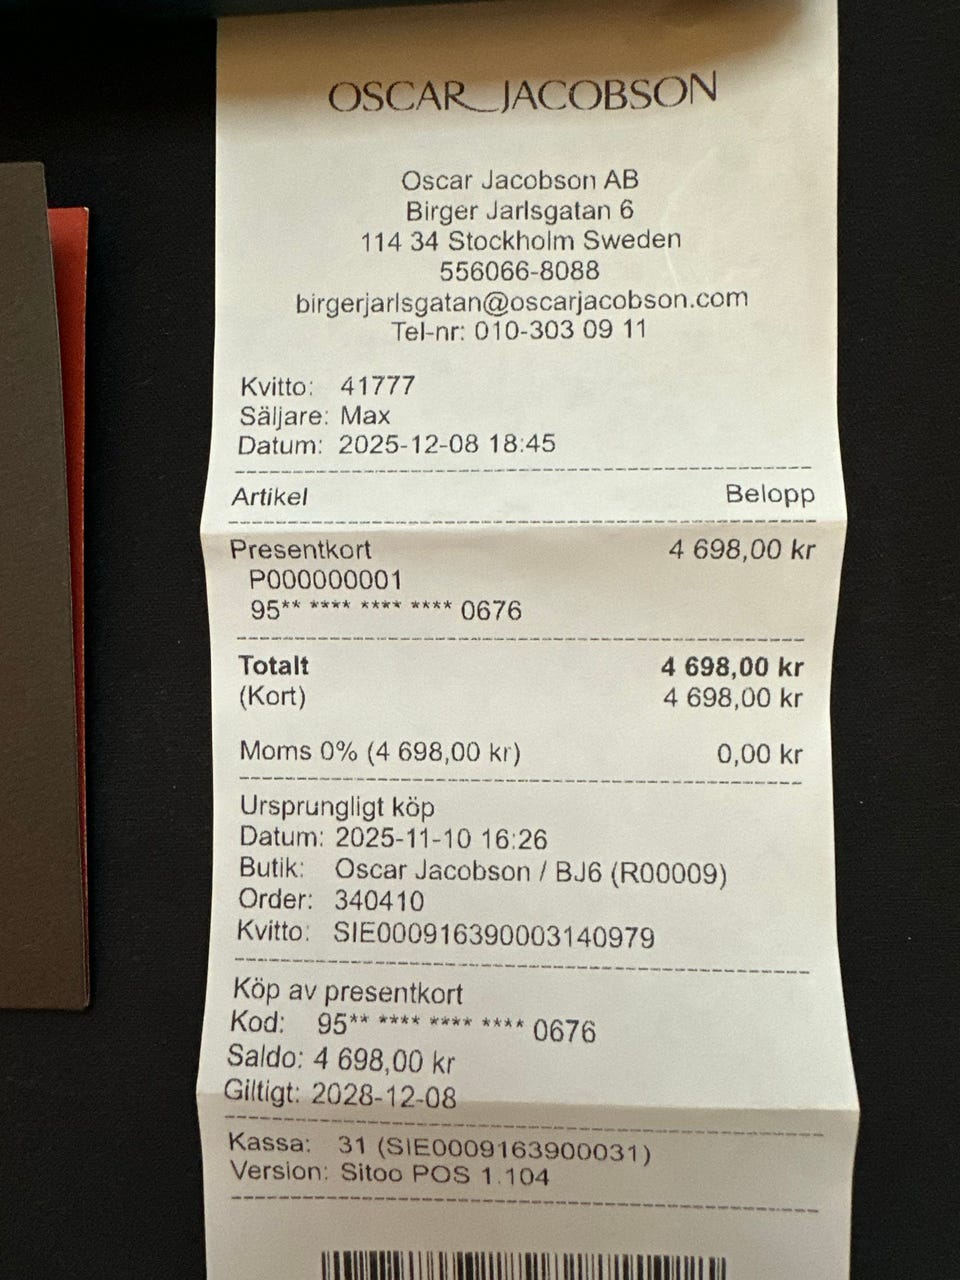 OSCAR JACOBSON
Oscar Jacobson AB
Birger Jarlsgatan 6
114 34 Stockholm Sweden
556066-8088
birgerjarlsgatan@oscarjacobson.com
Tel-nr: 010-303 09 11
Kvitto: 41777
Säljare: Max
Datum: 2025-12-08 18:45
Artikel Belopp
Presentkort 4 698,00 kr
P000000001
95** **** **** **** 0676
Totalt 4 698,00 kr
(Kort) 4 698,00 kr
Moms 0% (4 698,00 kr) 0,00 kr
Ursprungligt köp
Datum: 2025-11-10 16:26
Butik: Oscar Jacobson / BJ6 (R00009)
Order: 340410
Kvitto: SIE000916390003140979
Köp av presentkort
Kod: 95** **** **** **** 0676
Saldo: 4 698,00 kr
Giltigt: 2028-12-08
Kassa: 31 (SIE0009163900031)
Version: Sitoo POS 1.104